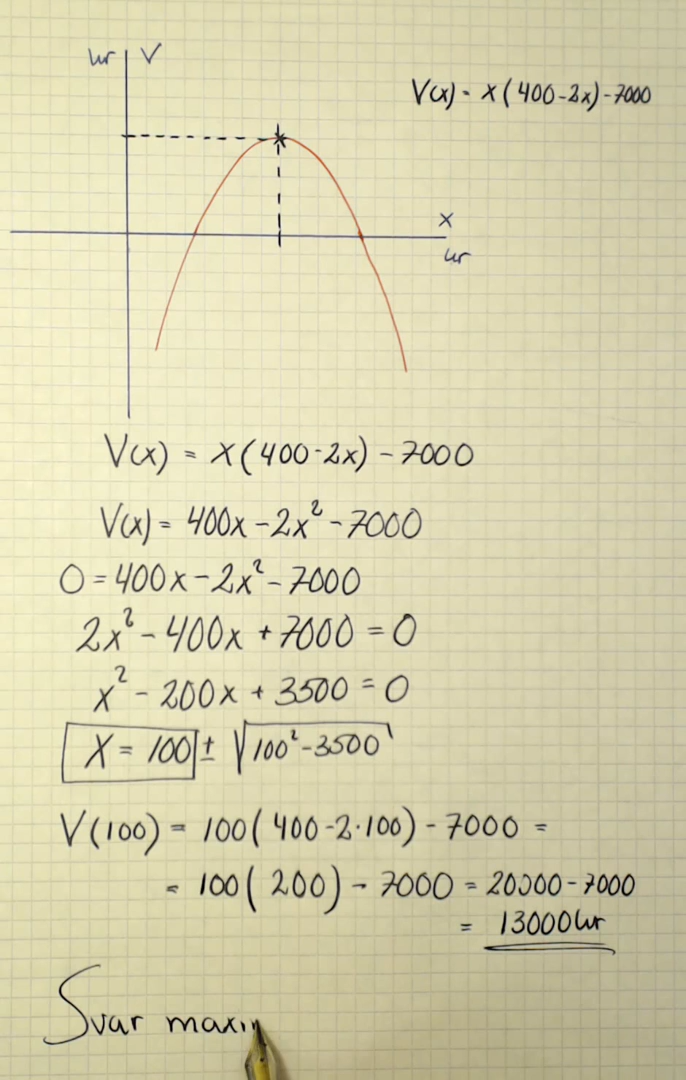 kr V
V(x) = x(400-2x)-7000
x
kr
V(x) = x(400-2x) - 7000
V(x) = 400x - 2x² - 7000
0 = 400x - 2x² - 7000
2x² - 400x + 7000 = 0
x² - 200x + 3500 = 0
x = 100 ± √100² - 3500
V(100) = 100(400 - 2·100) - 7000 =
= 100(200) - 7000 = 20000 - 7000
= 13000kr
Svar maxim